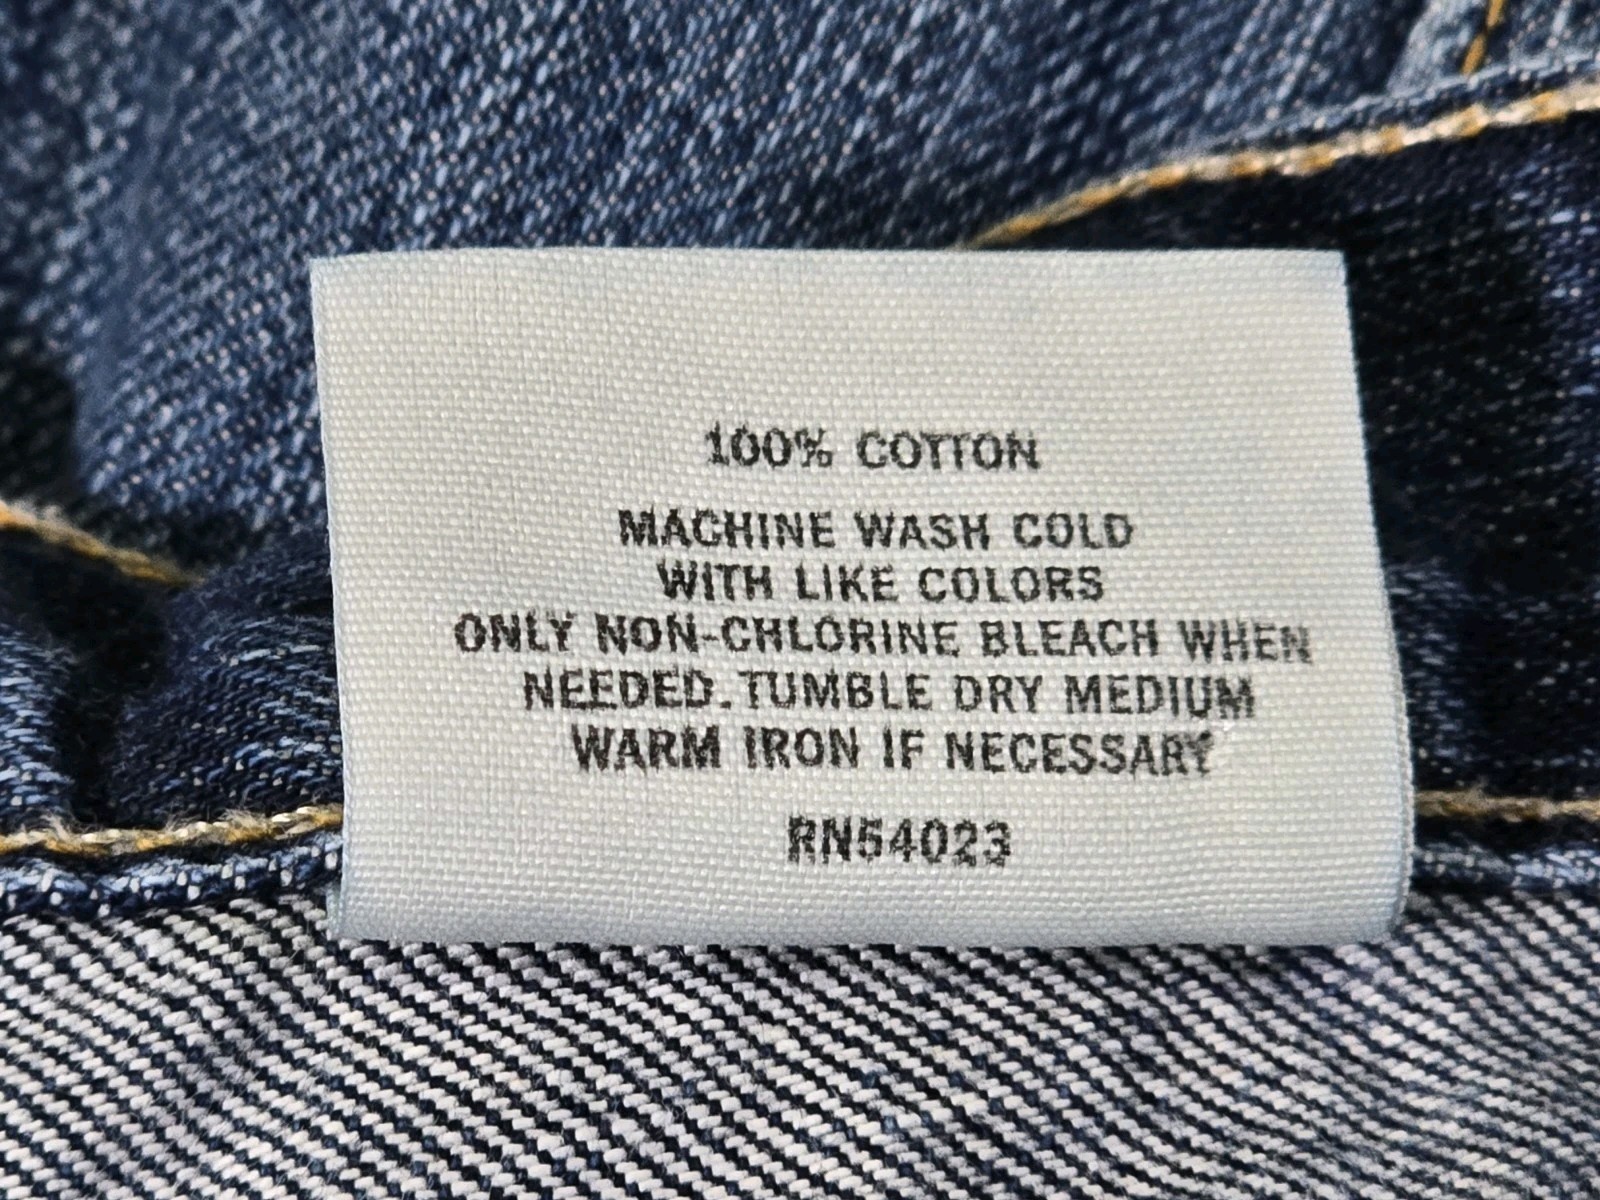 100% COTTON
MACHINE WASH COLD
WITH LIKE COLORS
ONLY NON-CHLORINE BLEACH WHEN
NEEDED. TUMBLE DRY MEDIUM
WARM IRON IF NECESSARY
RN54023